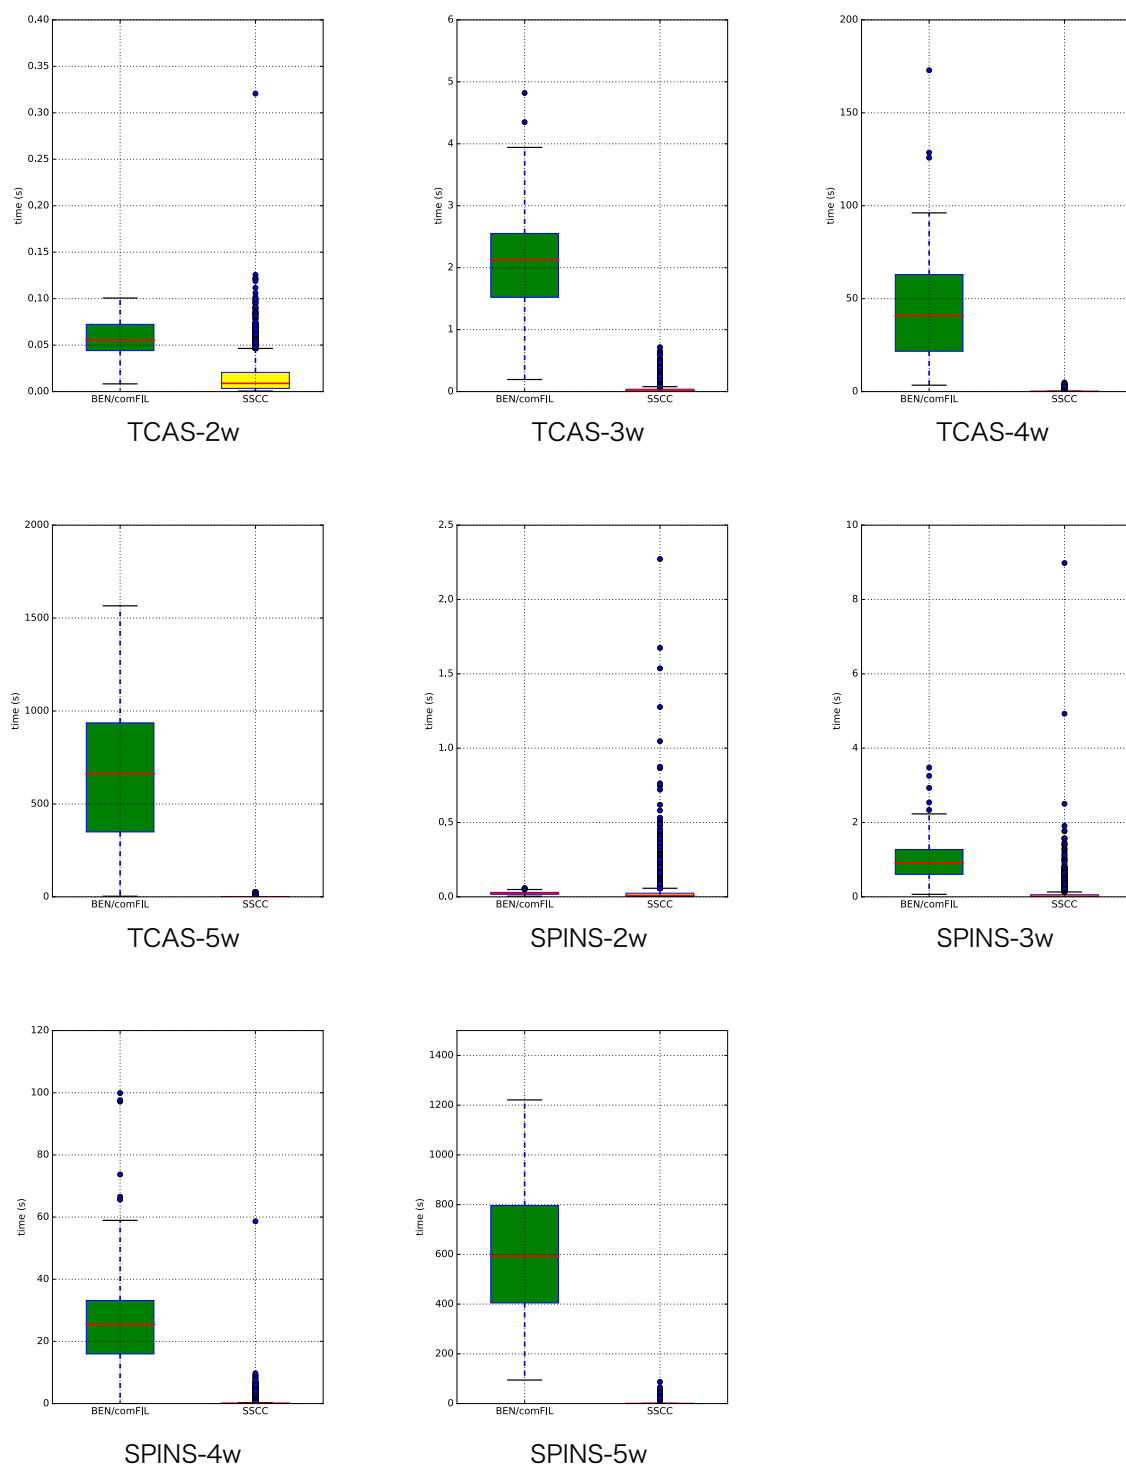 0.40
0.35
0.30
0.25
0.20
0.15
0.10
0.05
0.00
time (s)
BEN/comFIL SSCC
TCAS-2w
6
5
4
3
2
1
0
time (s)
BEN/comFIL SSCC
TCAS-3w
200
150
100
50
0
time (s)
BEN/comFIL SSCC
TCAS-4w
2000
1500
1000
500
0
time (s)
BEN/comFIL SSCC
TCAS-5w
2.5
2.0
1.5
1.0
0.5
0.0
time (s)
BEN/comFIL SSCC
SPINS-2w
10
8
6
4
2
0
time (s)
BEN/comFIL SSCC
SPINS-3w
120
100
80
60
40
20
0
time (s)
BEN/comFIL SSCC
SPINS-4w
1400
1200
1000
800
600
400
200
0
time (s)
BEN/comFIL SSCC
SPINS-5w